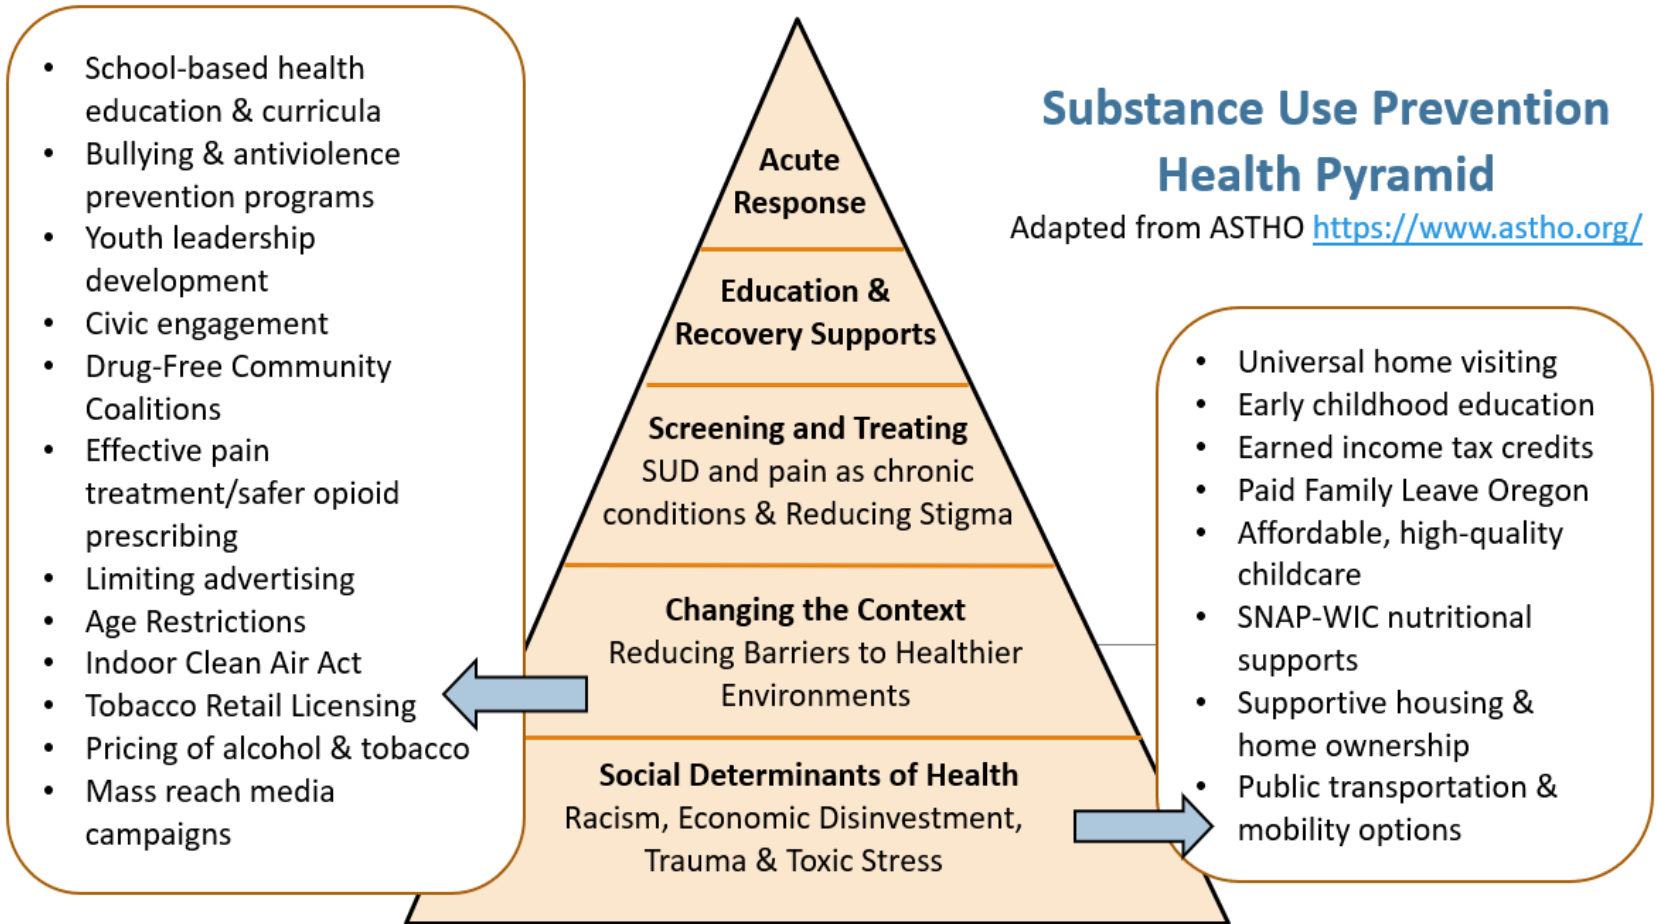 • School-based health
education & curricula
• Bullying & antiviolence
prevention programs
• Youth leadership
development
• Civic engagement
• Drug-Free Community
Coalitions
• Effective pain
treatment/safer opioid
prescribing
• Limiting advertising
• Age Restrictions
• Indoor Clean Air Act
• Tobacco Retail Licensing
• Pricing of alcohol & tobacco
• Mass reach media
campaigns
Acute
Response
Education &
Recovery Supports
Screening and Treating
SUD and pain as chronic
conditions & Reducing Stigma
Changing the Context
Reducing Barriers to Healthier
Environments
Social Determinants of Health
Racism, Economic Disinvestment,
Trauma & Toxic Stress
Substance Use Prevention
Health Pyramid
Adapted from ASTHO https://www.astho.org/
• Universal home visiting
• Early childhood education
• Earned income tax credits
• Paid Family Leave Oregon
• Affordable, high-quality
childcare
• SNAP-WIC nutritional
supports
• Supportive housing &
home ownership
• Public transportation &
mobility options